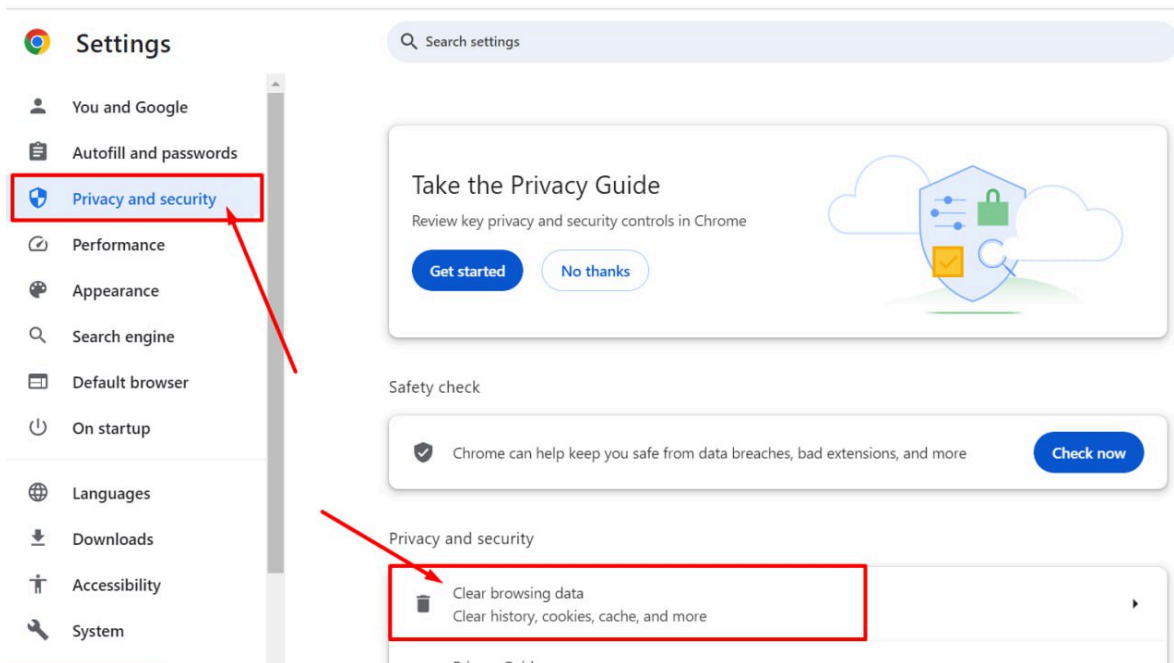 Settings
Search settings
You and Google
Autofill and passwords
Privacy and security
Performance
Appearance
Search engine
Default browser
On startup
Languages
Downloads
Accessibility
System
Take the Privacy Guide
Review key privacy and security controls in Chrome
Get started No thanks
Safety check
Chrome can help keep you safe from data breaches, bad extensions, and more Check now
Privacy and security
Clear browsing data
Clear history, cookies, cache, and more